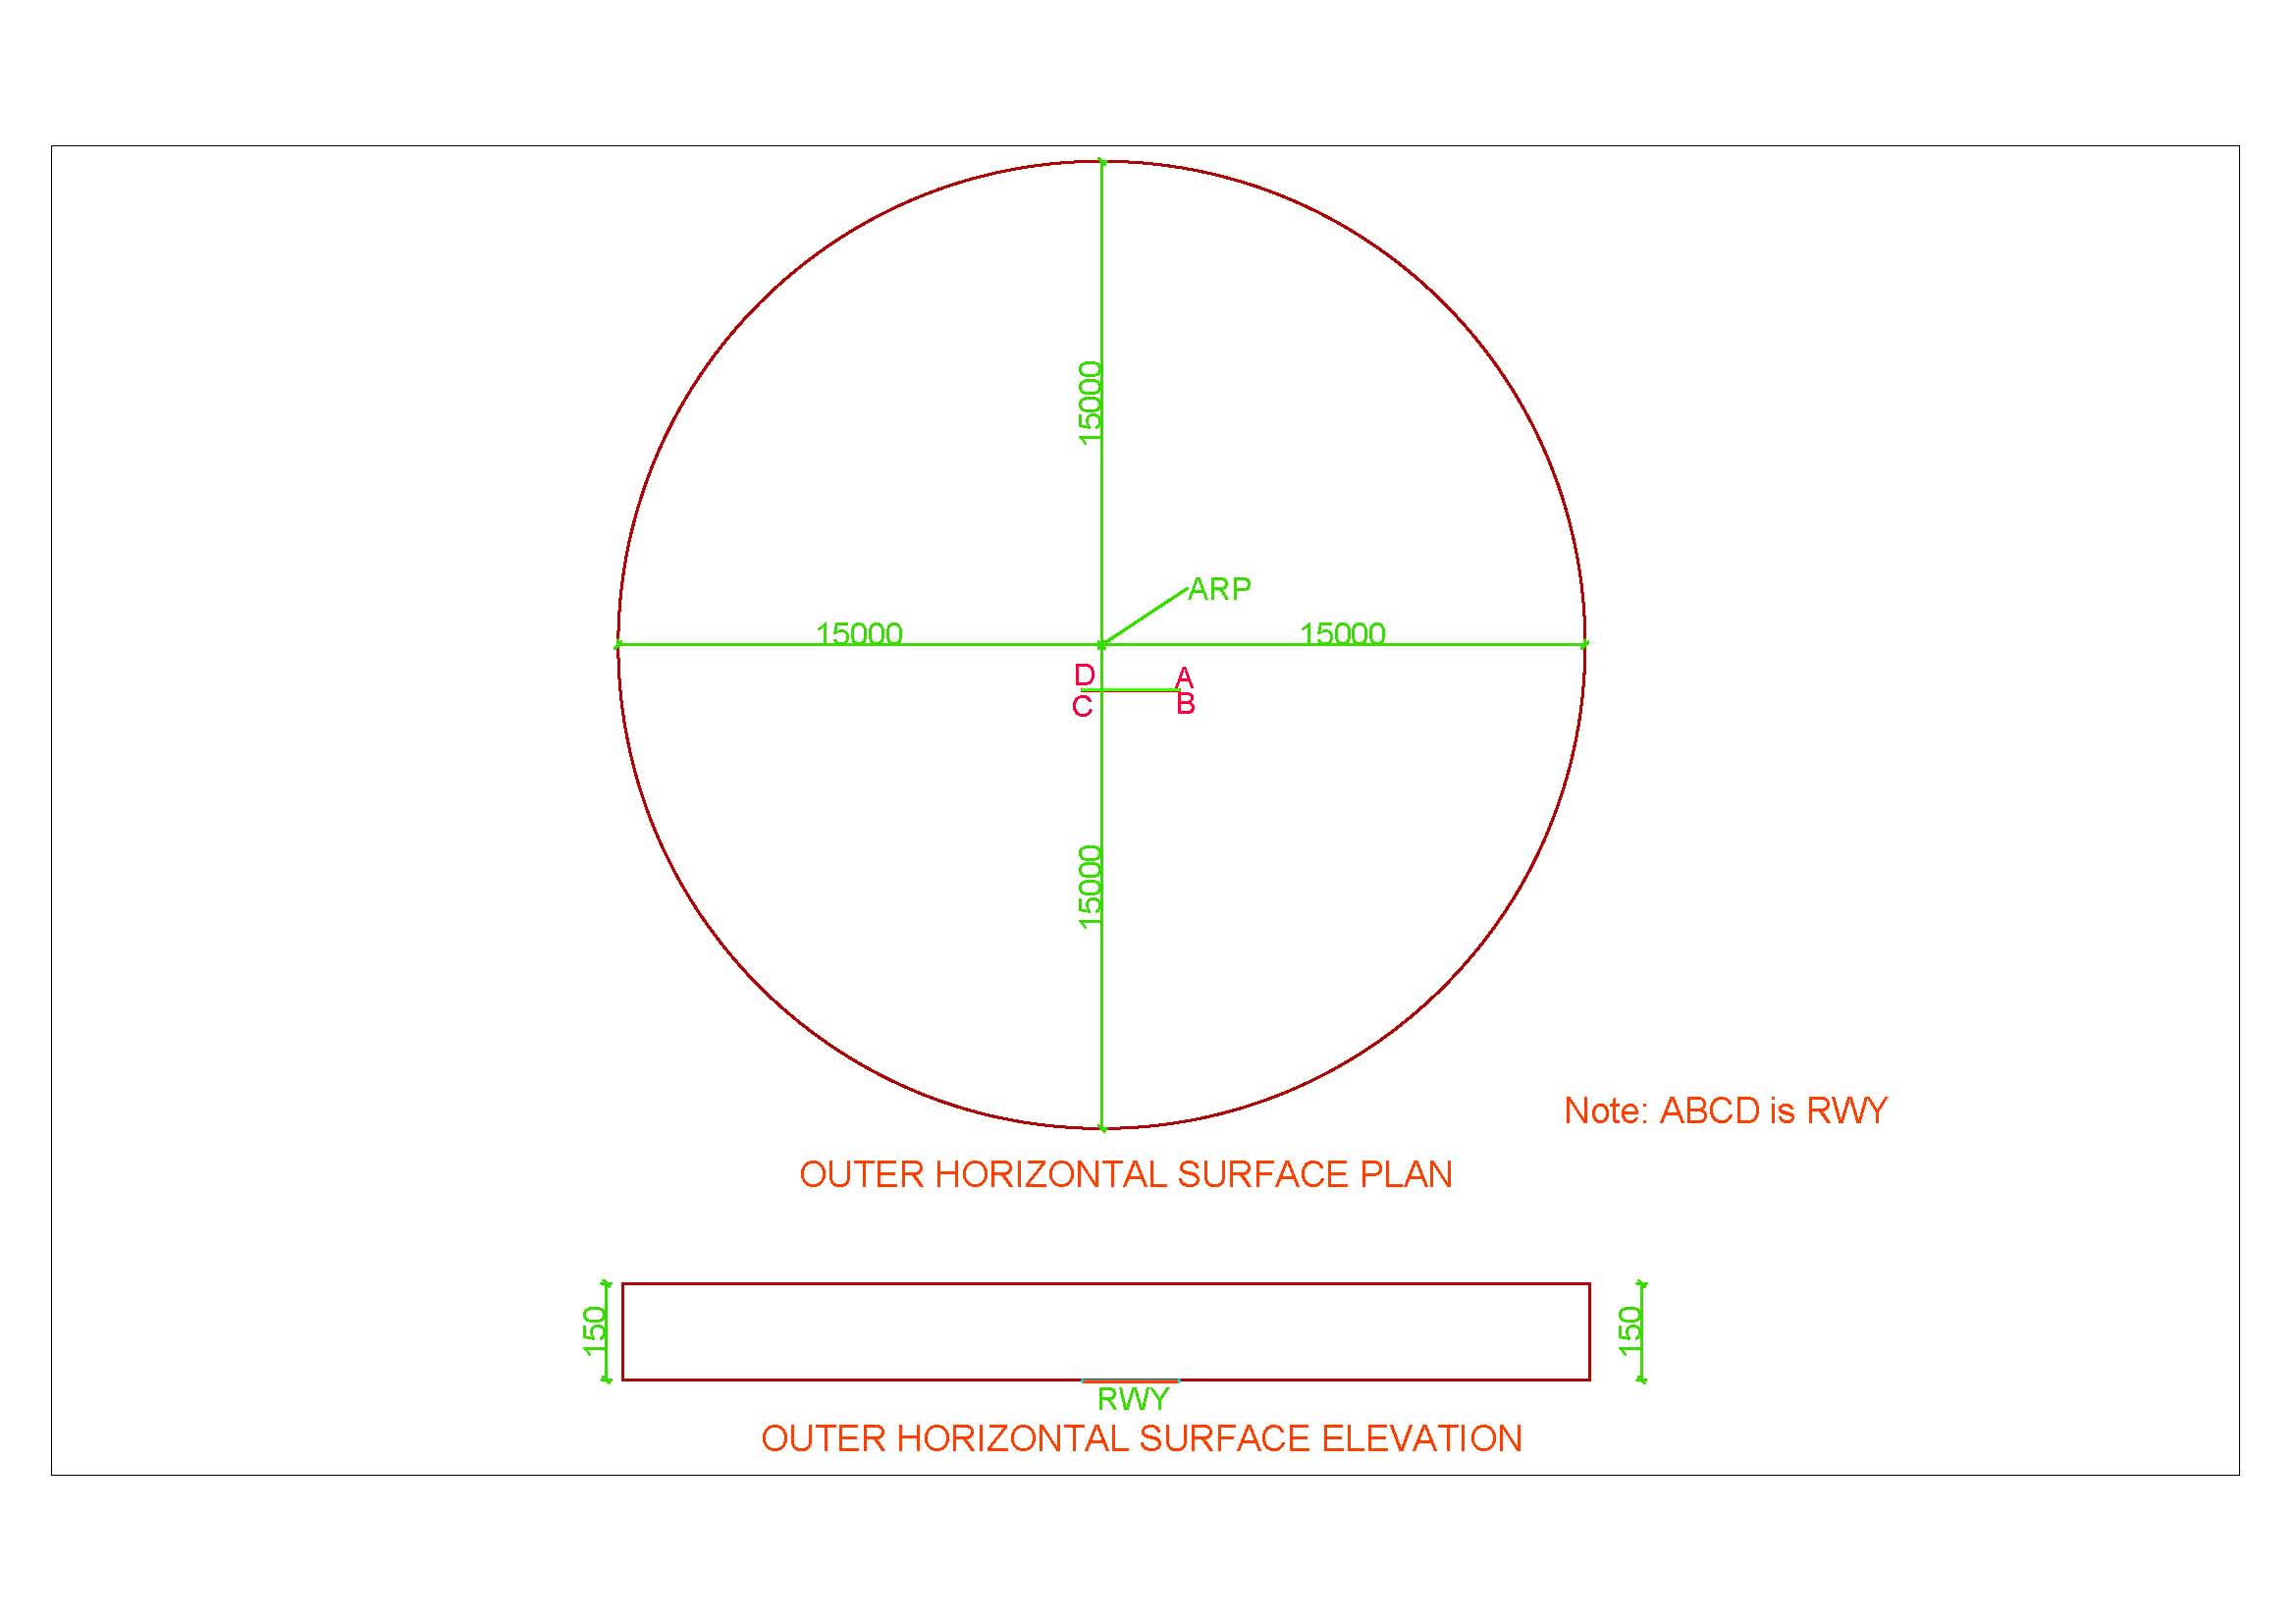 15000
ARP
15000
15000
D
A
C
B
15000
Note: ABCD is RWY
OUTER HORIZONTAL SURFACE PLAN
150
150
RWY
OUTER HORIZONTAL SURFACE ELEVATION